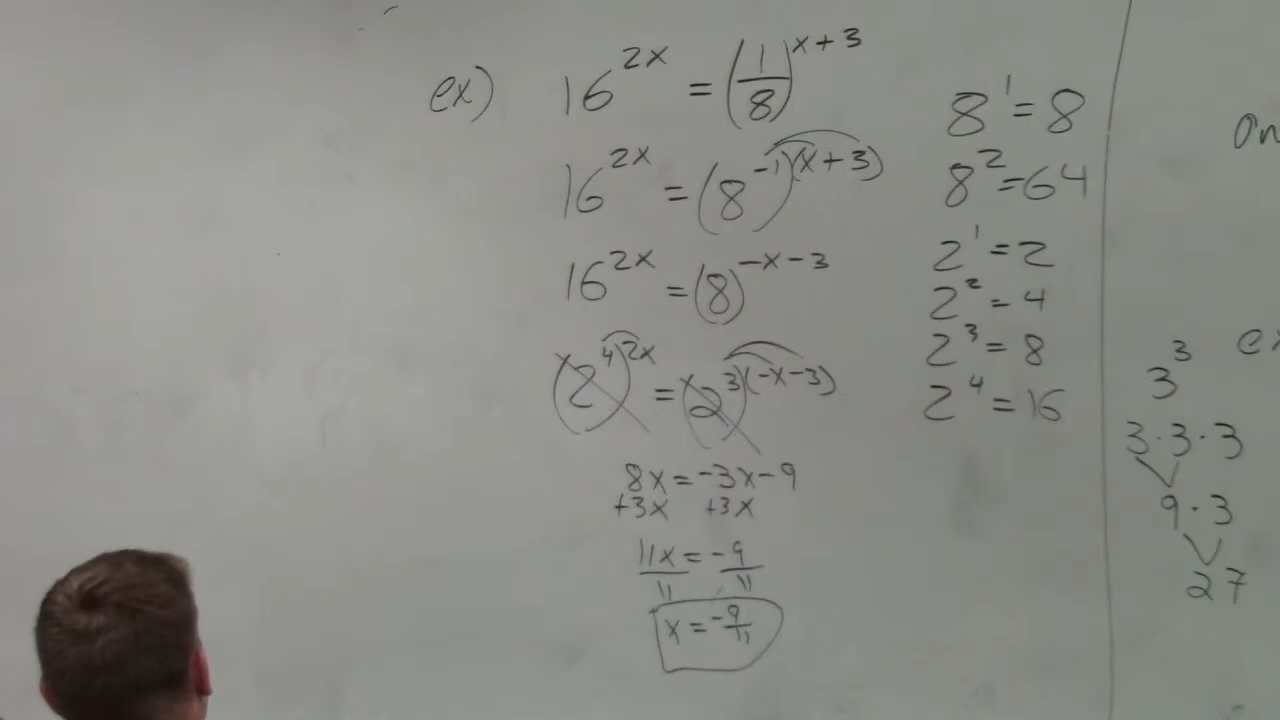 ex) 16^{2x} = (1/8)^{x+3}
16^{2x} = (8^{-1})^{(x+3)}
16^{2x} = (8)^{-x-3}
(2^4)^{2x} = (2^3)^{(-x-3)}
8x = -3x-9
+3x +3x
11x = -9
11 11
x = -9/11
8^1 = 8
8^2 = 64
2^1 = 2
2^2 = 4
2^3 = 8
2^4 = 16
3^3
3·3·3
9·3
27